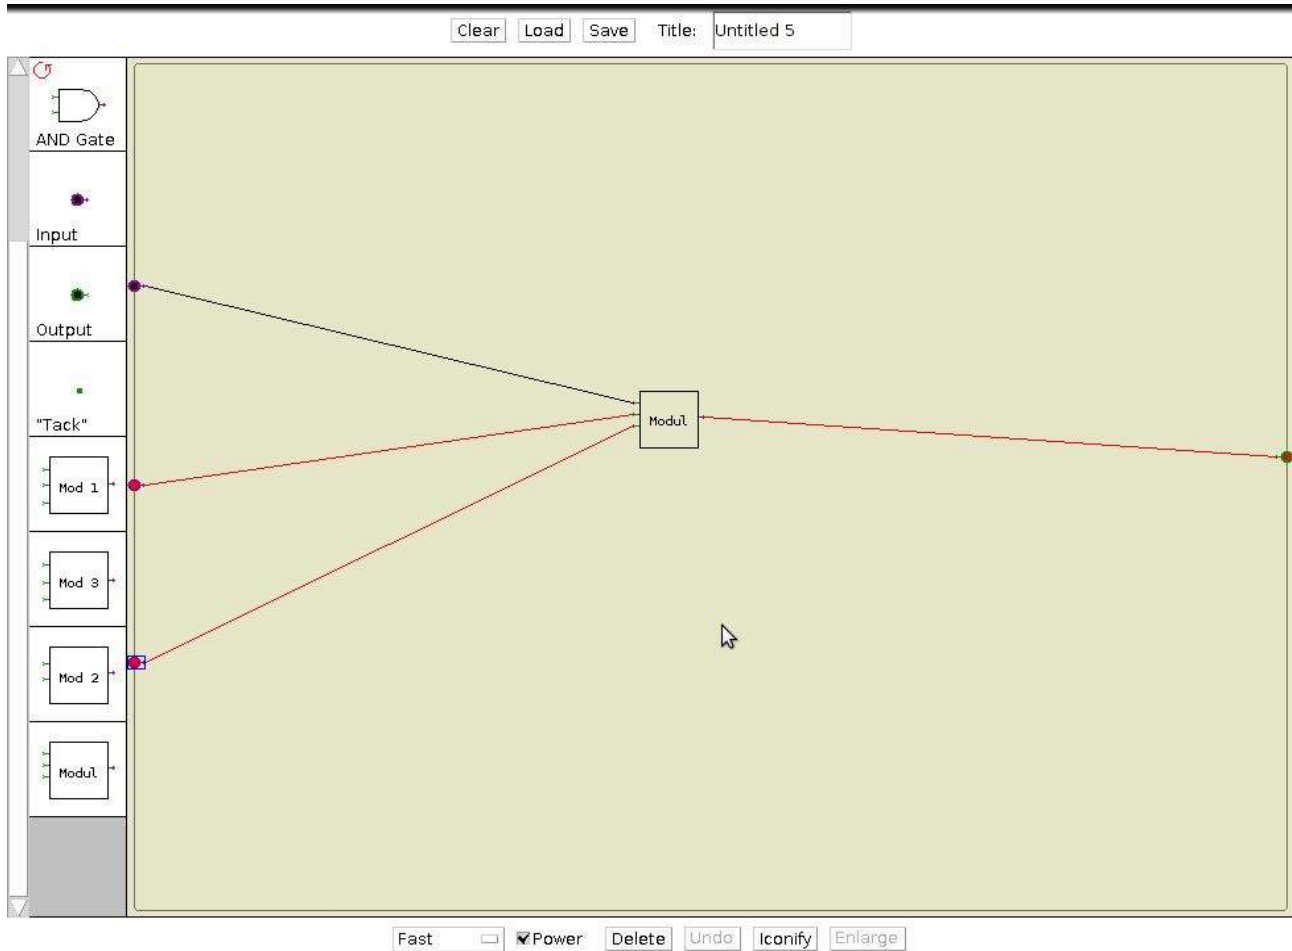 Clear Load Save Title: Untitled 5
AND Gate
Input
Output
"Tack"
Mod 1
Mod 3
Mod 2
Modul
Modul
Fast Power Delete Undo Iconify Enlarge